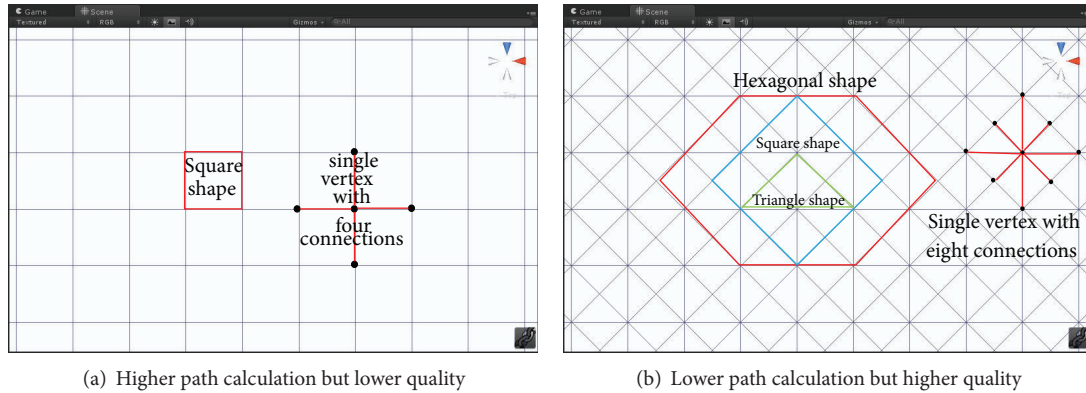 Game
Scene
Textured
RGB
Gizmos
All
Square
shape
single
vertex
with
four
connections
Game
Scene
Textured
RGB
Gizmos
All
Hexagonal shape
Square shape
Triangle shape
Single vertex with
eight connections
(a) Higher path calculation but lower quality
(b) Lower path calculation but higher quality